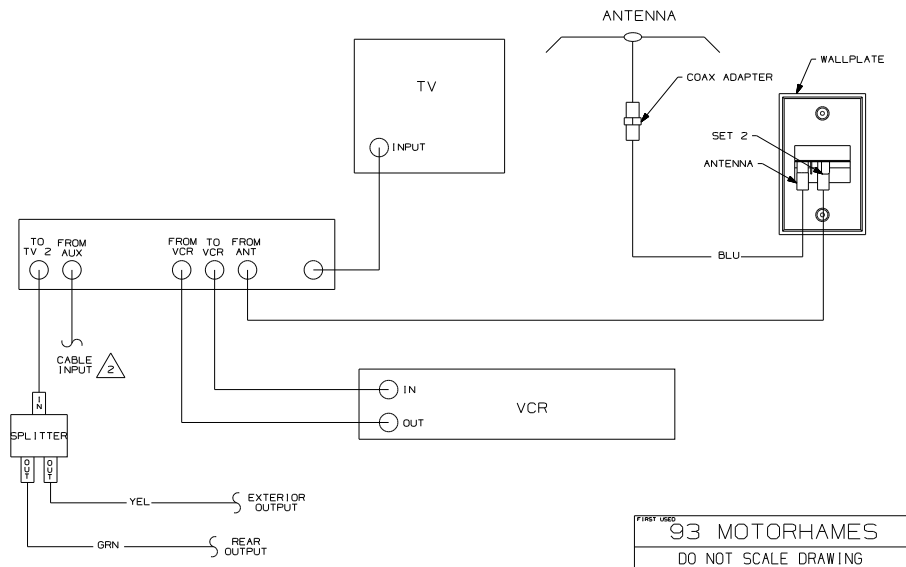 ANTENNA
TV
COAX ADAPTER
WALLPLATE
SET 2
ANTENNA
INPUT
TO
TV 2
FROM
AUX
FROM
VCR
TO
VCR
FROM
ANT
BLU
CABLE
INPUT
2
IN
OUT
VCR
IN
SPLITTER
OUT
OUT
YEL
EXTERIOR
OUTPUT
GRN
REAR
OUTPUT
FIRST USED
93 MOTORHAMES
DO NOT SCALE DRAWING